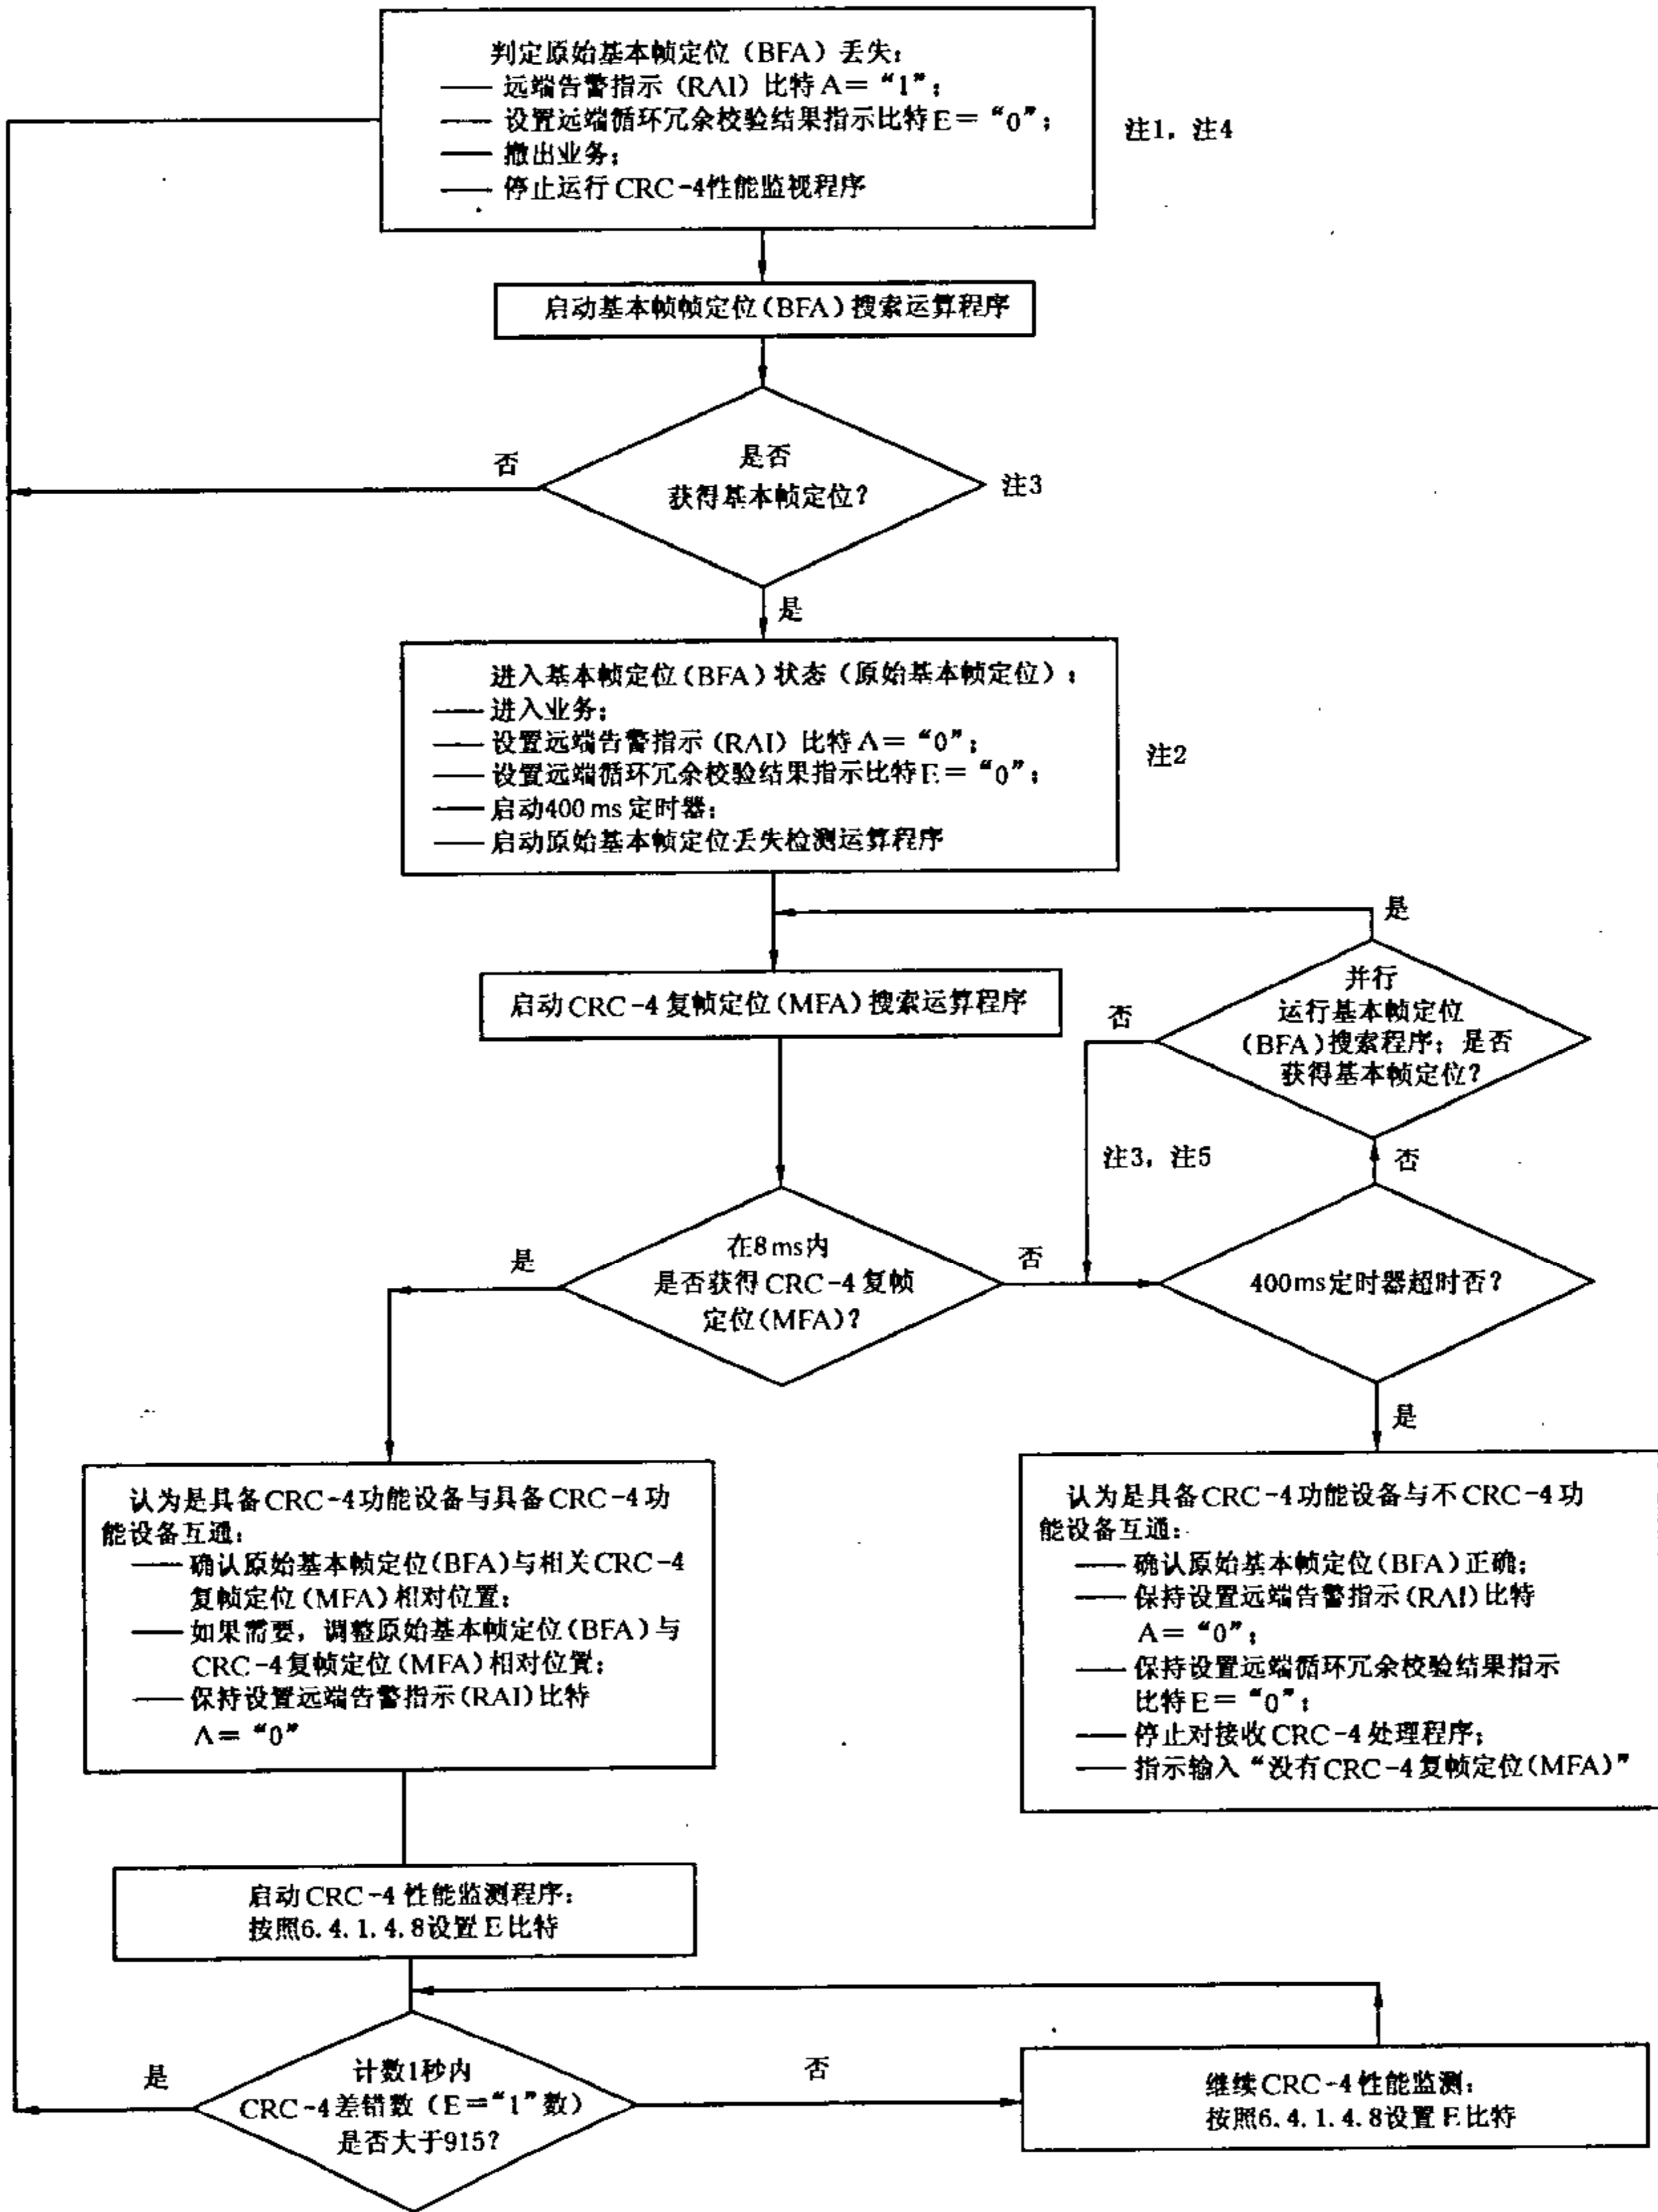 判定原始基本帧定位（BFA）丢失：
—— 远端告警指示（RAI）比特A＝“1”；
—— 设置远端循环冗余校验结果指示比特E＝“0”；
—— 撤出业务；
—— 停止运行CRC-4性能监视程序
注1，注4
启动基本帧帧定位(BFA)搜索运算程序
是否
获得基本帧定位？
否
注3
是
进入基本帧定位(BFA)状态（原始基本帧定位）；
—— 进入业务；
—— 设置远端告警指示（RAI）比特A＝“0”；
—— 设置远端循环冗余校验结果指示比特E＝“0”；
—— 启动400 ms定时器；
—— 启动原始基本帧定位丢失检测运算程序
注2
是
启动CRC-4复帧定位(MFA)搜索运算程序
并行
运行基本帧定位
(BFA)搜索程序；是否
获得基本帧定位？
否
注3，注5
否
在8ms内
是否获得CRC-4复帧
定位(MFA)？
是
否
400ms定时器超时否？
是
认为是具备CRC-4功能设备与具备CRC-4功
能设备互通：
—— 确认原始基本帧定位(BFA)与相关CRC-4
复帧定位(MFA)相对位置；
—— 如果需要，调整原始基本帧定位(BFA)与
CRC-4复帧定位(MFA)相对位置；
—— 保持设置远端告警指示(RAI)比特
A＝“0”
认为是具备CRC-4功能设备与不CRC-4功
能设备互通：
—— 确认原始基本帧定位(BFA)正确；
—— 保持设置远端告警指示(RAI)比特
A＝“0”；
—— 保持设置远端循环冗余校验结果指示
比特E＝“0”；
—— 停止对接收CRC-4处理程序；
—— 指示输入“没有CRC-4复帧定位(MFA)”
启动CRC-4性能监测程序：
按照6.4.1.4.8设置E比特
计数1秒内
CRC-4差错数（E＝“1”数）
是否大于915？
是
否
继续CRC-4性能监测：
按照6.4.1.4.8设置E比特